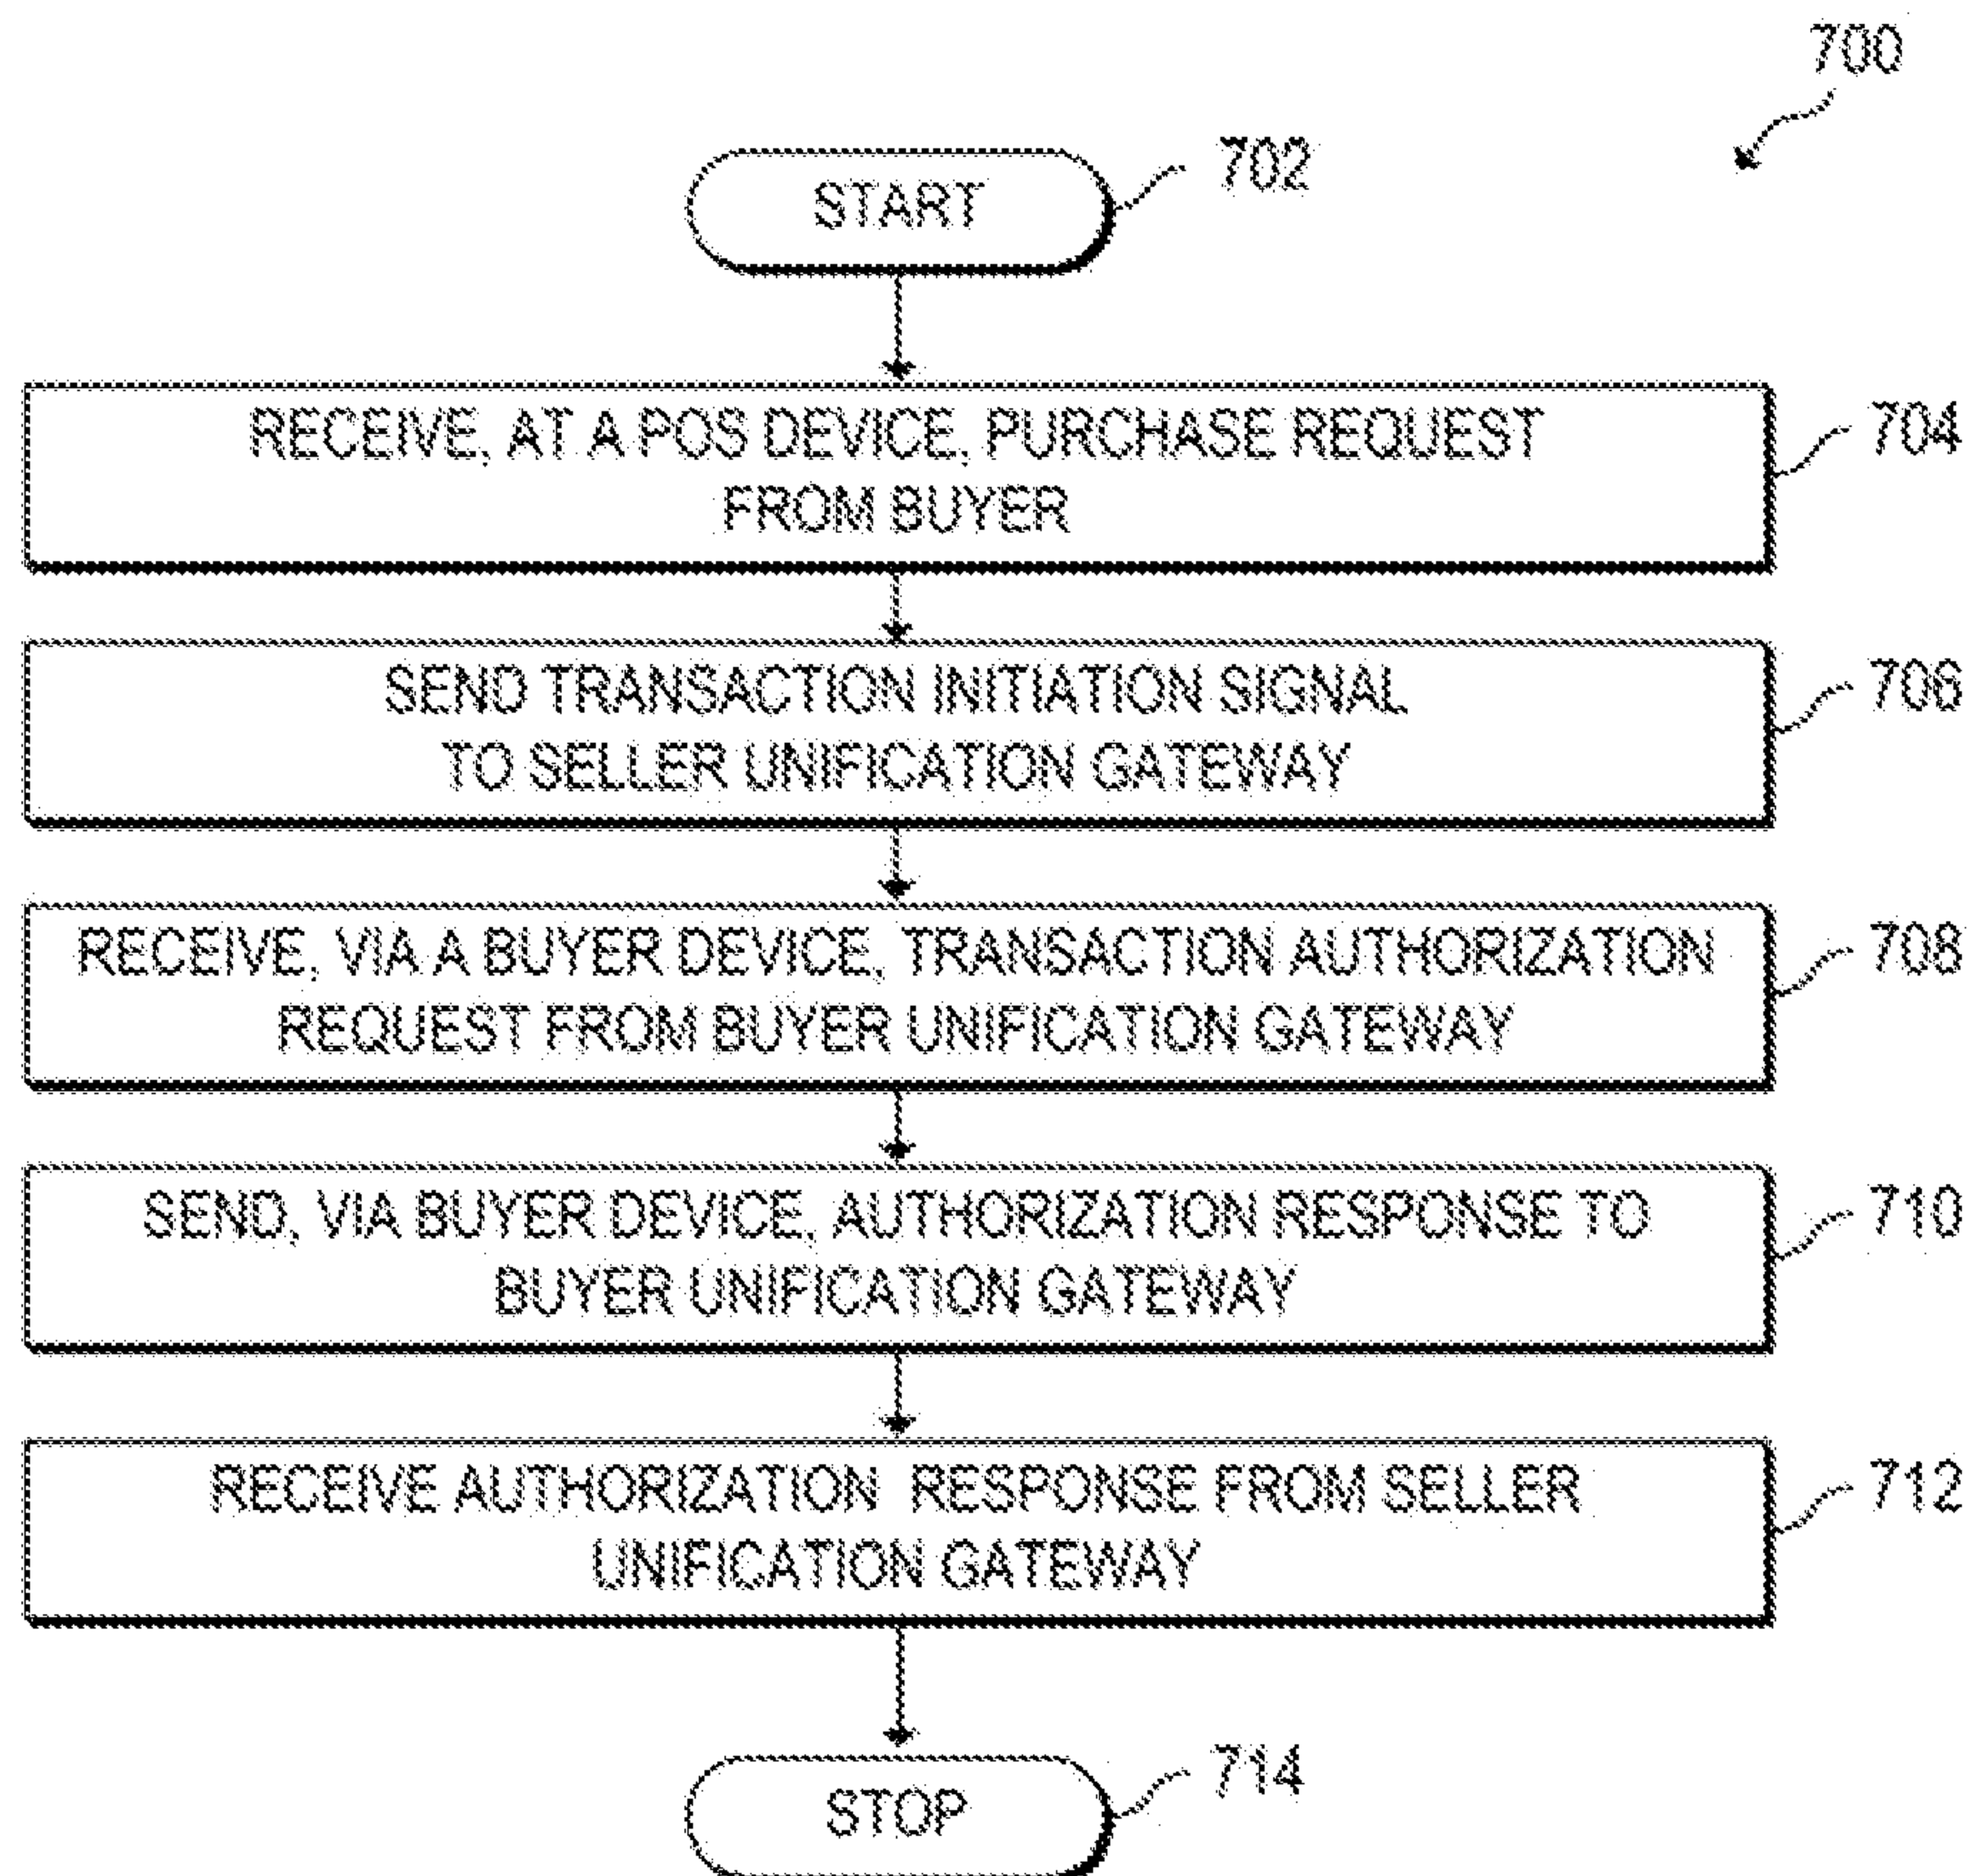 700
START
702
RECEIVE, AT A POS DEVICE, PURCHASE REQUEST
FROM BUYER
704
SEND TRANSACTION INITIATION SIGNAL
TO SELLER UNIFICATION GATEWAY
706
RECEIVE, VIA A BUYER DEVICE, TRANSACTION AUTHORIZATION
REQUEST FROM BUYER UNIFICATION GATEWAY
708
SEND, VIA BUYER DEVICE, AUTHORIZATION RESPONSE TO
BUYER UNIFICATION GATEWAY
710
RECEIVE AUTHORIZATION RESPONSE FROM SELLER
UNIFICATION GATEWAY
712
STOP
714